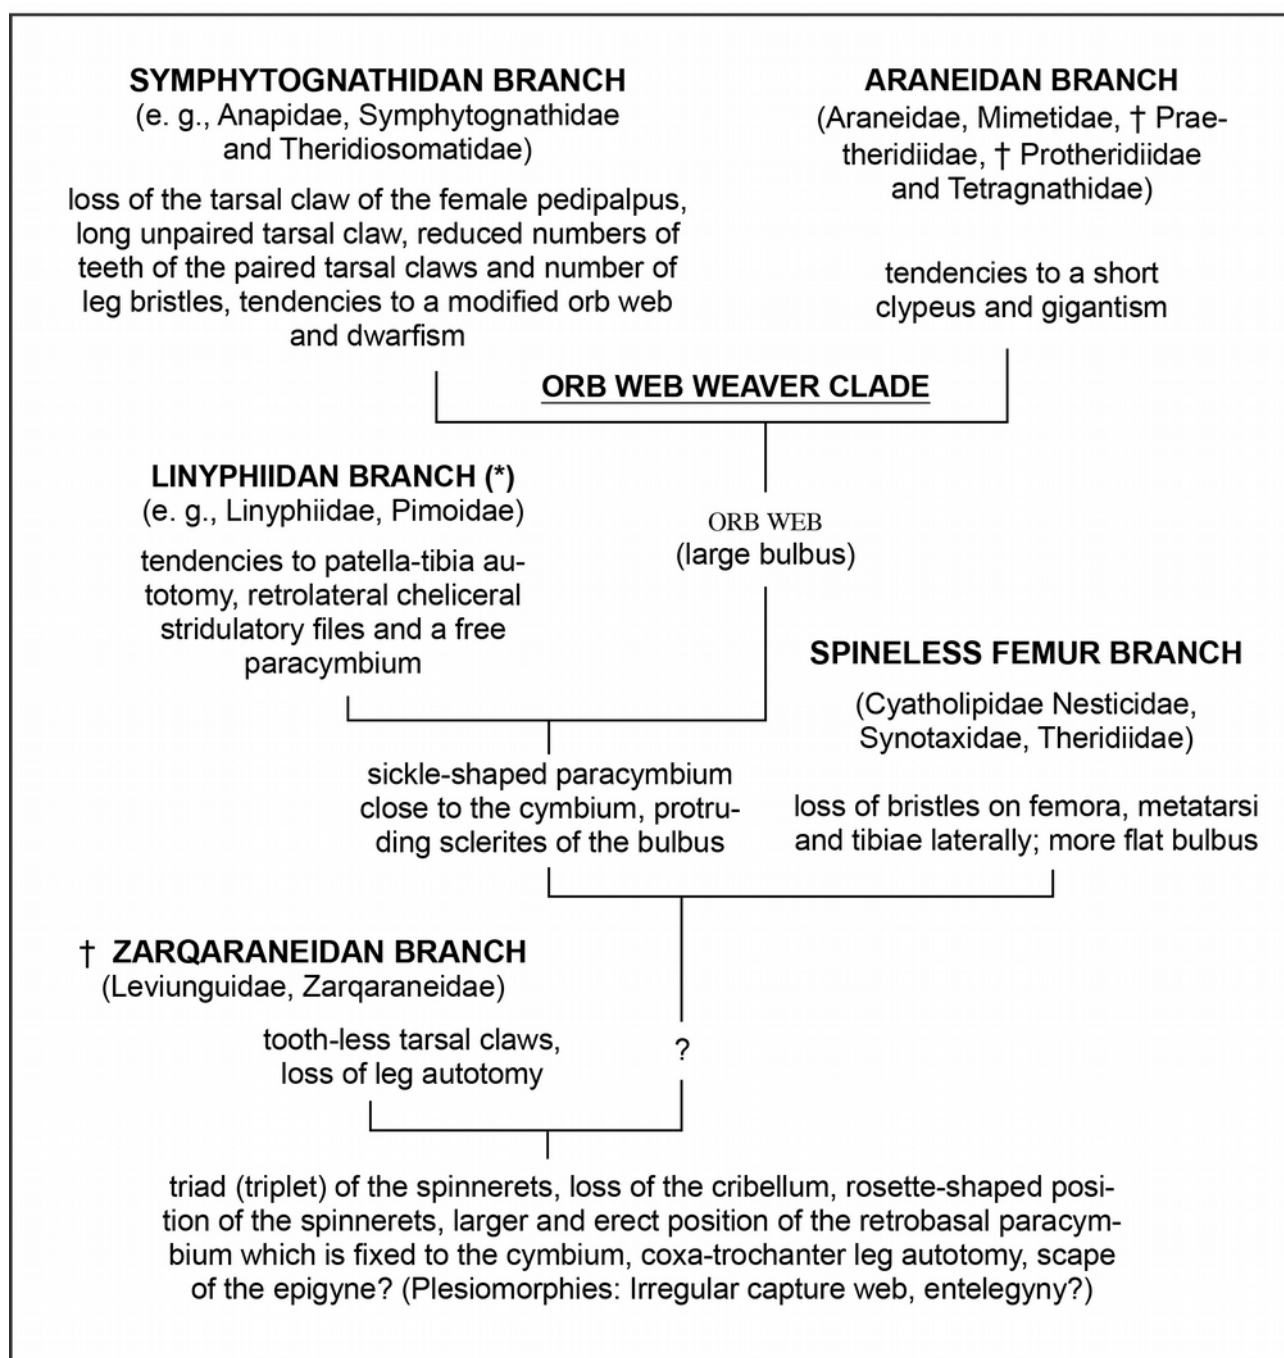 SYMPHYTOGNATHIDAN BRANCH
(e. g., Anapidae, Symphytognathidae
and Theridiosomatidae)
loss of the tarsal claw of the female pedipalpus,
long unpaired tarsal claw, reduced numbers of
teeth of the paired tarsal claws and number of
leg bristles, tendencies to a modified orb web
and dwarfism
ARANEIDAN BRANCH
(Araneidae, Mimetidae, † Prae-
theridiidae, † Protheridiidae
and Tetragnathidae)
tendencies to a short
clypeus and gigantism
ORB WEB WEAVER CLADE
LINYPHIIDAN BRANCH (*)
(e. g., Linyphiidae, Pimoidae)
tendencies to patella-tibia au-
totomy, retrolateral cheliceral
stridulatory files and a free
paracymbium
ORB WEB
(large bulbus)
SPINELESS FEMUR BRANCH
(Cyatholipidae Nesticidae,
Synotaxidae, Theridiidae)
loss of bristles on femora, metatarsi
and tibiae laterally; more flat bulbus
sickle-shaped paracymbium
close to the cymbium, protru-
ding sclerites of the bulbus
† ZARQARANEIDAN BRANCH
(Leviunguidae, Zarqaraneidae)
tooth-less tarsal claws,
loss of leg autotomy
?
triad (triplet) of the spinnerets, loss of the cribellum, rosette-shaped posi-
tion of the spinnerets, larger and erect position of the retrobasal paracym-
bium which is fixed to the cymbium, coxa-trochanter leg autotomy, scape
of the epigyne? (Plesiomorphies: Irregular capture web, entelegyny?)